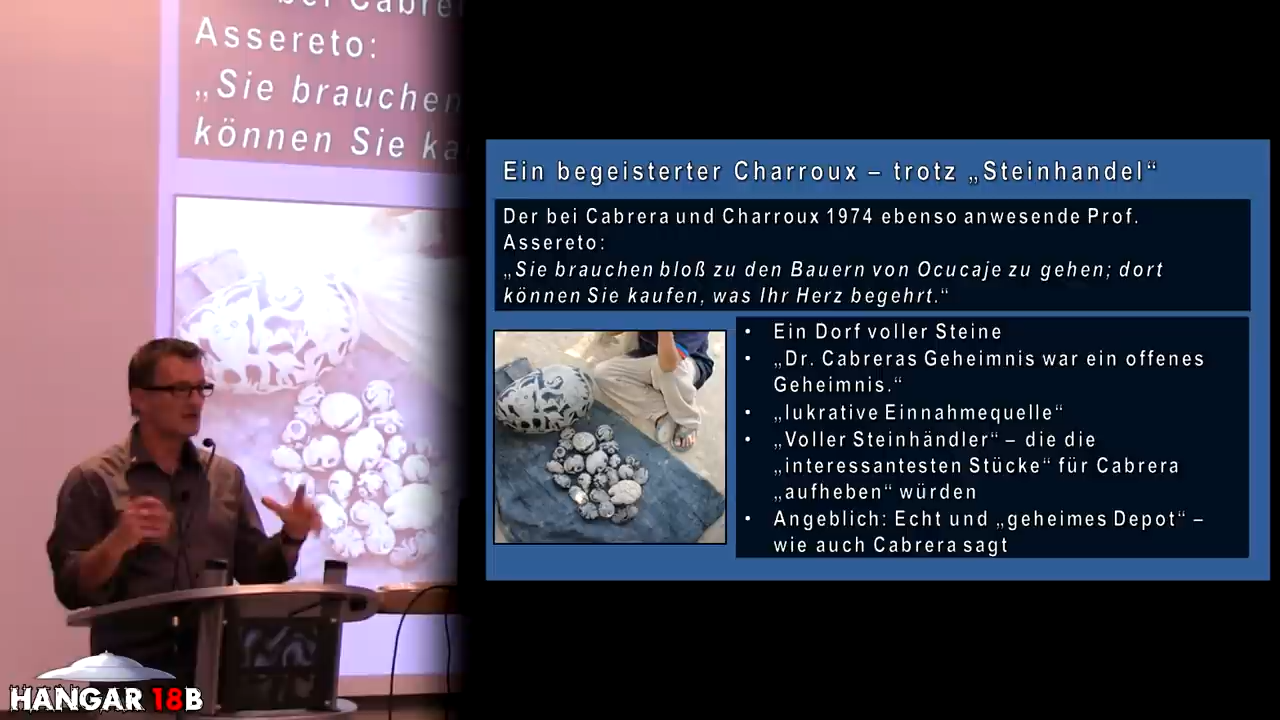 bei Cabre
Assereto:
„Sie brauchen
können Sie ka
Ein begeisterter Charroux – trotz „Steinhandel“
Der bei Cabrera und Charroux 1974 ebenso anwesende Prof.
Assereto:
„Sie brauchen bloß zu den Bauern von Ocucaje zu gehen; dort
können Sie kaufen, was Ihr Herz begehrt.“
• Ein Dorf voller Steine
• „Dr. Cabreras Geheimnis war ein offenes
Geheimnis.“
• „lukrative Einnahmequelle“
• „Voller Steinhändler“ – die die
„interessantesten Stücke“ für Cabrera
„aufheben“ würden
• Angeblich: Echt und „geheimes Depot“ –
wie auch Cabrera sagt
HANGAR 18B